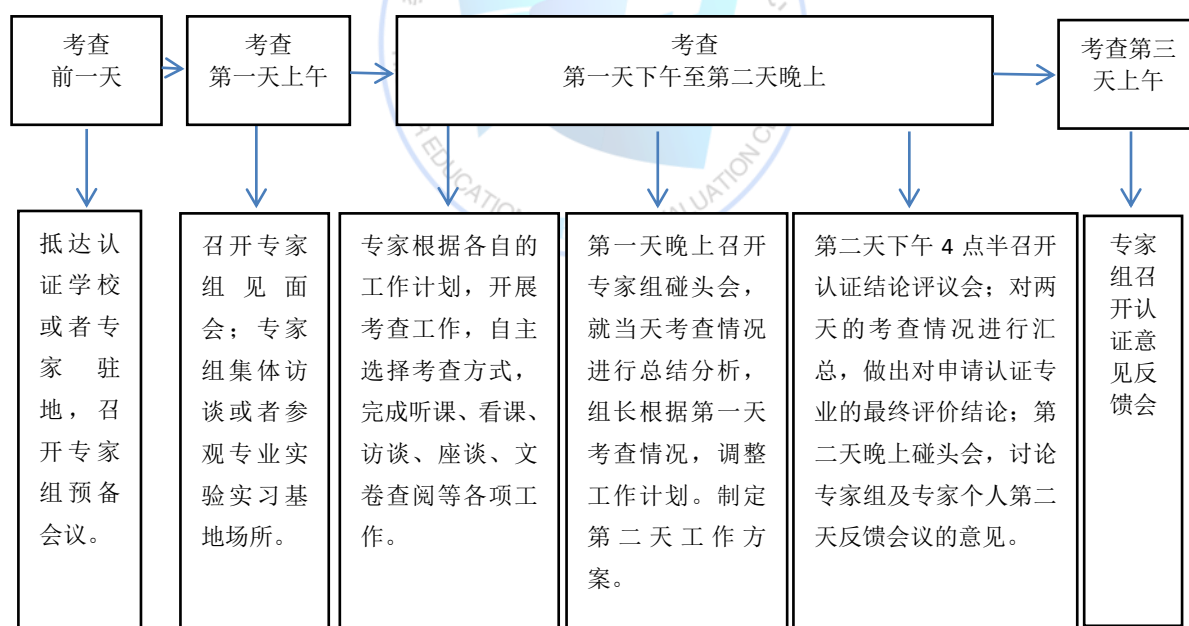 考查
前一天
考查
第一天上午
考查
第一天下午至第二天晚上
考查第三
天上午
抵达认
证学校
或者专
家驻
地，召
开专家
组预备
会议。
召开专家
组见面
会；专家
组集体访
谈或者参
观专业实
验实习基
地场所。
专家根据各自的
工作计划，开展
考查工作，自主
选择考查方式，
完成听课、看课、
访谈、座谈、文
卷查阅等各项工
作。
第一天晚上召开
专家组碰头会，
就当天考查情况
进行总结分析，
组长根据第一天
考查情况，调整
工作计划。制定
第二天工作方
案。
第二天下午 4 点半召开
认证结论评议会；对两
天的考查情况进行汇
总，做出对申请认证专
业的最终评价结论；第
二天晚上碰头会，讨论
专家组及专家个人第二
天反馈会议的意见。
专家
组召
开认
证意
见反
馈会